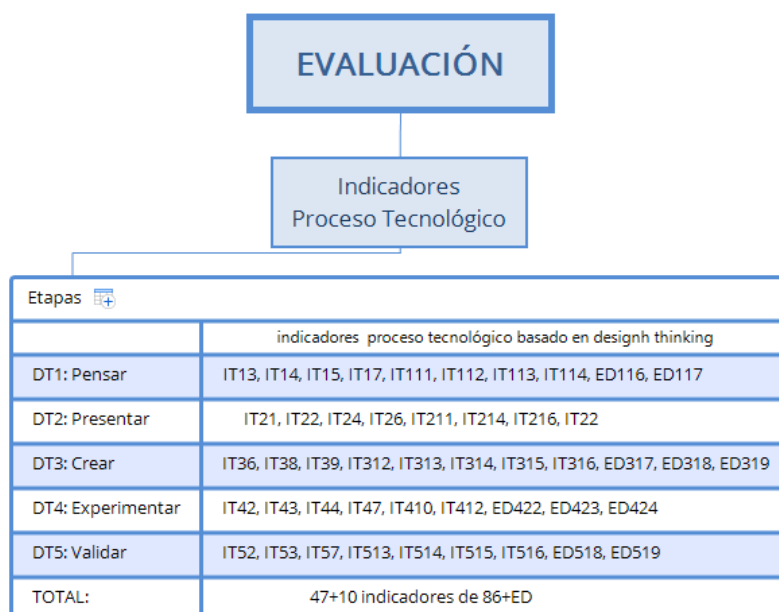 EVALUACIÓN
Indicadores
Proceso Tecnológico
Etapas
indicadores proceso tecnológico basado en designh thinking
DT1: Pensar IT13, IT14, IT15, IT17, IT111, IT112, IT113, IT114, ED116, ED117
DT2: Presentar IT21, IT22, IT24, IT26, IT211, IT214, IT216, IT22
DT3: Crear IT36, IT38, IT39, IT312, IT313, IT314, IT315, IT316, ED317, ED318, ED319
DT4: Experimentar IT42, IT43, IT44, IT47, IT410, IT412, ED422, ED423, ED424
DT5: Validar IT52, IT53, IT57, IT513, IT514, IT515, IT516, ED518, ED519
TOTAL: 47+10 indicadores de 86+ED